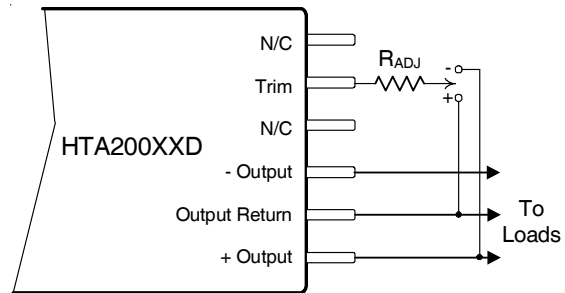 N/C
R_ADJ
Trim
-
+
N/C
HTA200XXD
- Output
Output Return
To
Loads
+ Output